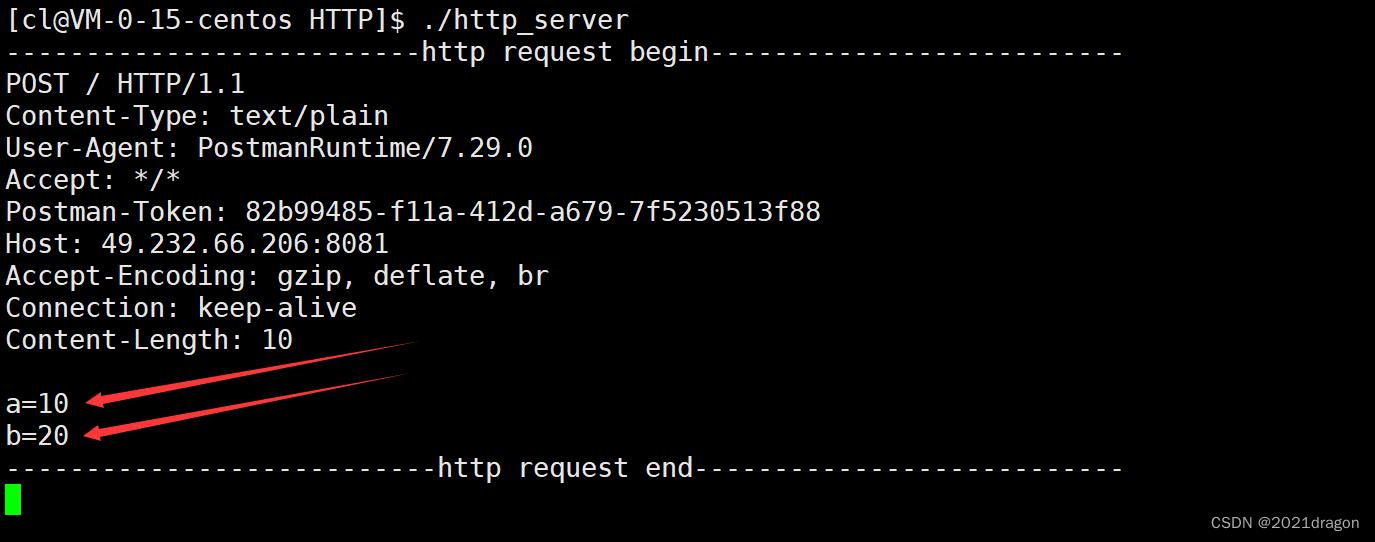 [cl@VM-0-15-centos HTTP]$ ./http_server
--------------------------http request begin---------------------------
POST / HTTP/1.1
Content-Type: text/plain
User-Agent: PostmanRuntime/7.29.0
Accept: */*
Postman-Token: 82b99485-f11a-412d-a679-7f5230513f88
Host: 49.232.66.206:8081
Accept-Encoding: gzip, deflate, br
Connection: keep-alive
Content-Length: 10

a=10
b=20
---------------------------http request end---------------------------
CSDN @2021dragon